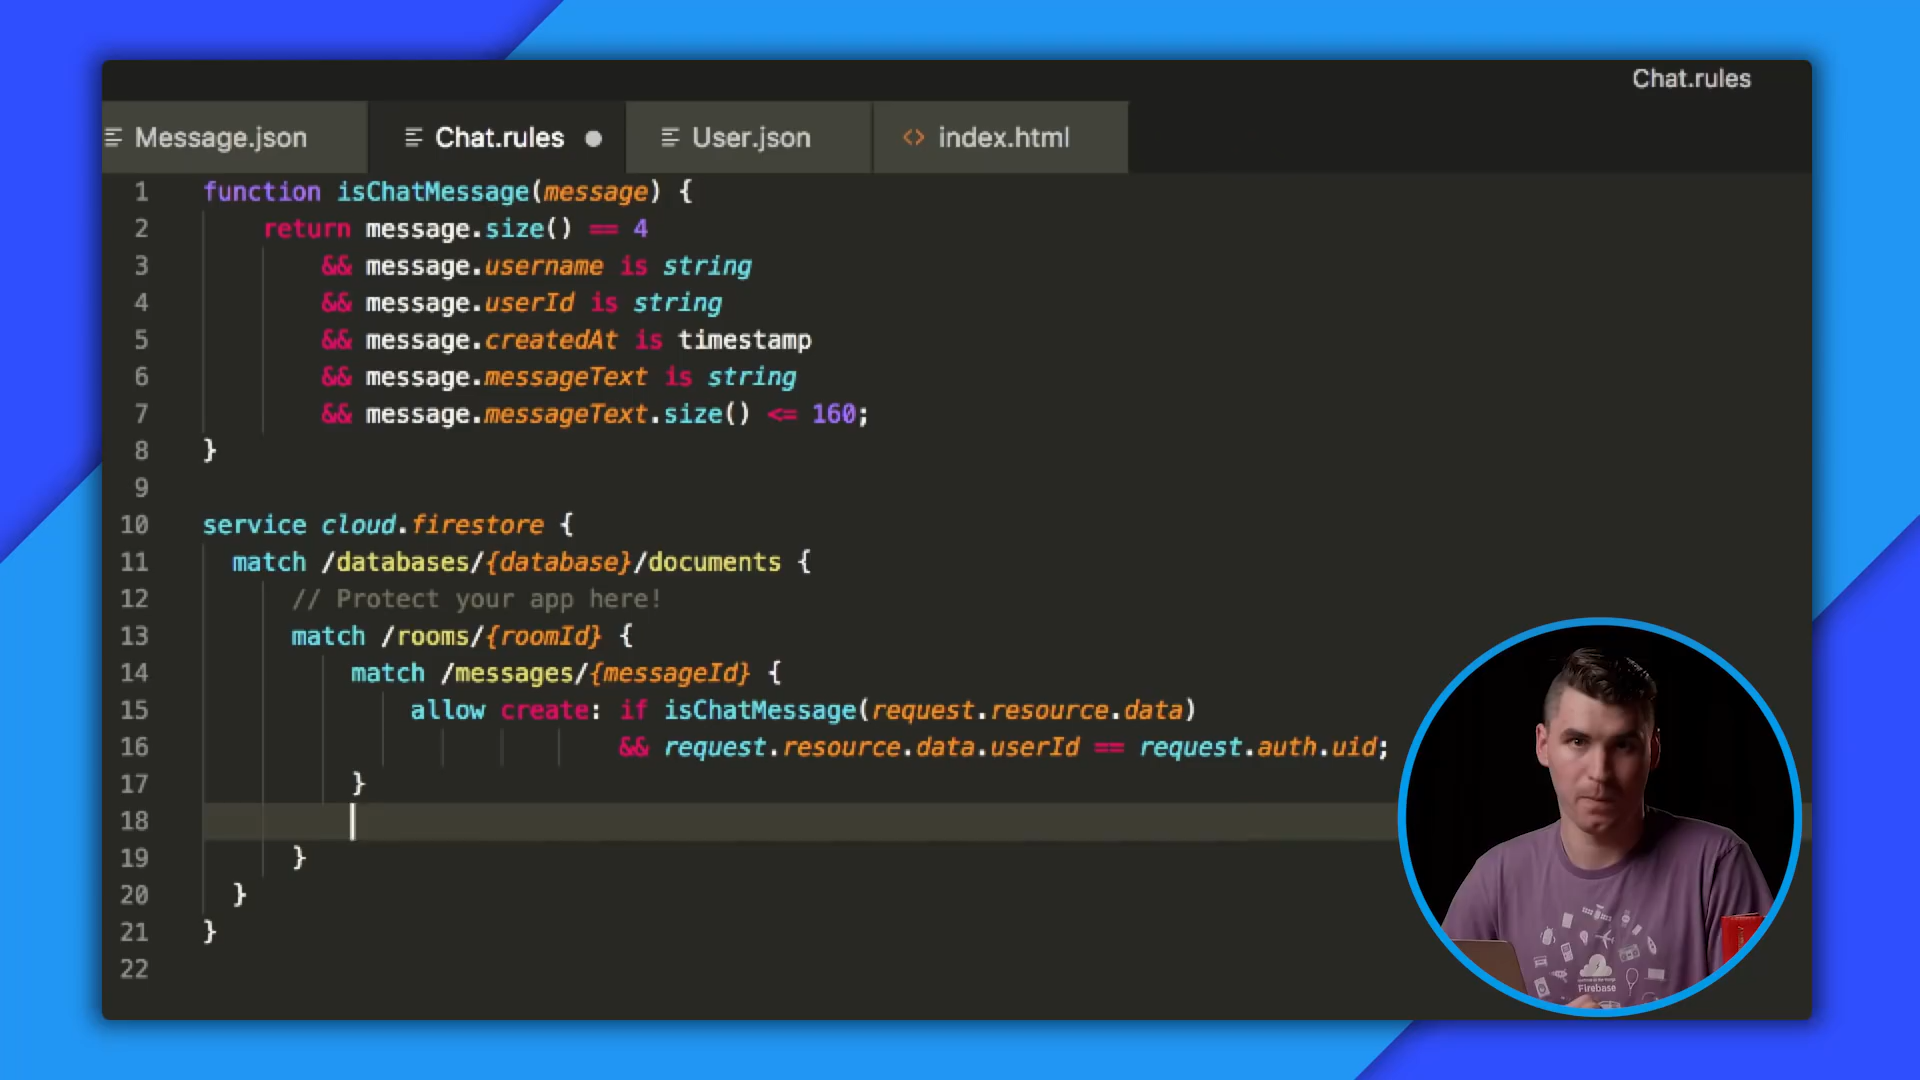 Chat.rules
Message.json
Chat.rules
User.json
<> index.html
1 function isChatMessage(message) {
2 return message.size() == 4
3 && message.username is string
4 && message.userId is string
5 && message.createdAt is timestamp
6 && message.messageText is string
7 && message.messageText.size() <= 160;
8 }
9
10 service cloud.firestore {
11 match /databases/{database}/documents {
12 // Protect your app here!
13 match /rooms/{roomId} {
14 match /messages/{messageId} {
15 allow create: if isChatMessage(request.resource.data)
16 && request.resource.data.userId == request.auth.uid;
17 }
18
19 }
20 }
21 }
22
Firebase